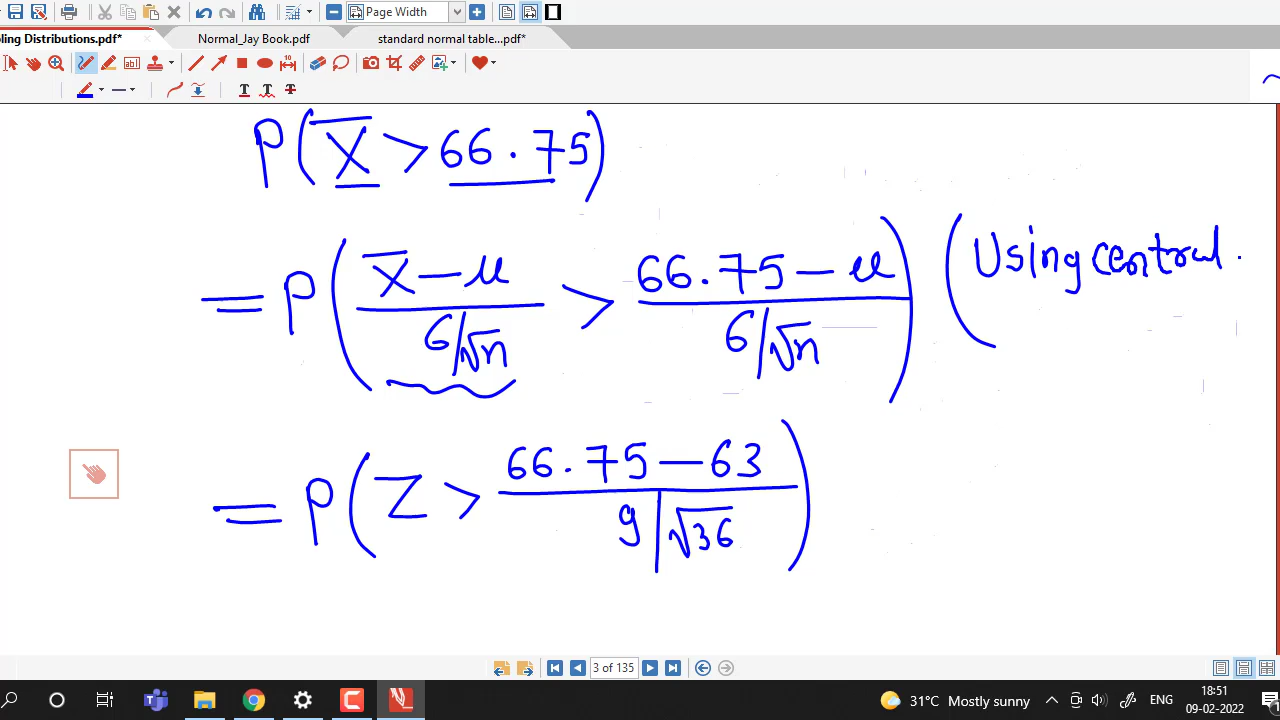 Page Width
ling Distributions.pdf*
Normal_Jay Book.pdf
standard normal table...pdf*
P(X̅ > 66.75)
= P( (X̅ – μ) / (σ/√n) > (66.75 – μ) / (σ/√n) ) (Using central.
= P( Z > (66.75 – 63) / (9/√36) )
3 of 135
31°C Mostly sunny
ENG
18:51
09-02-2022